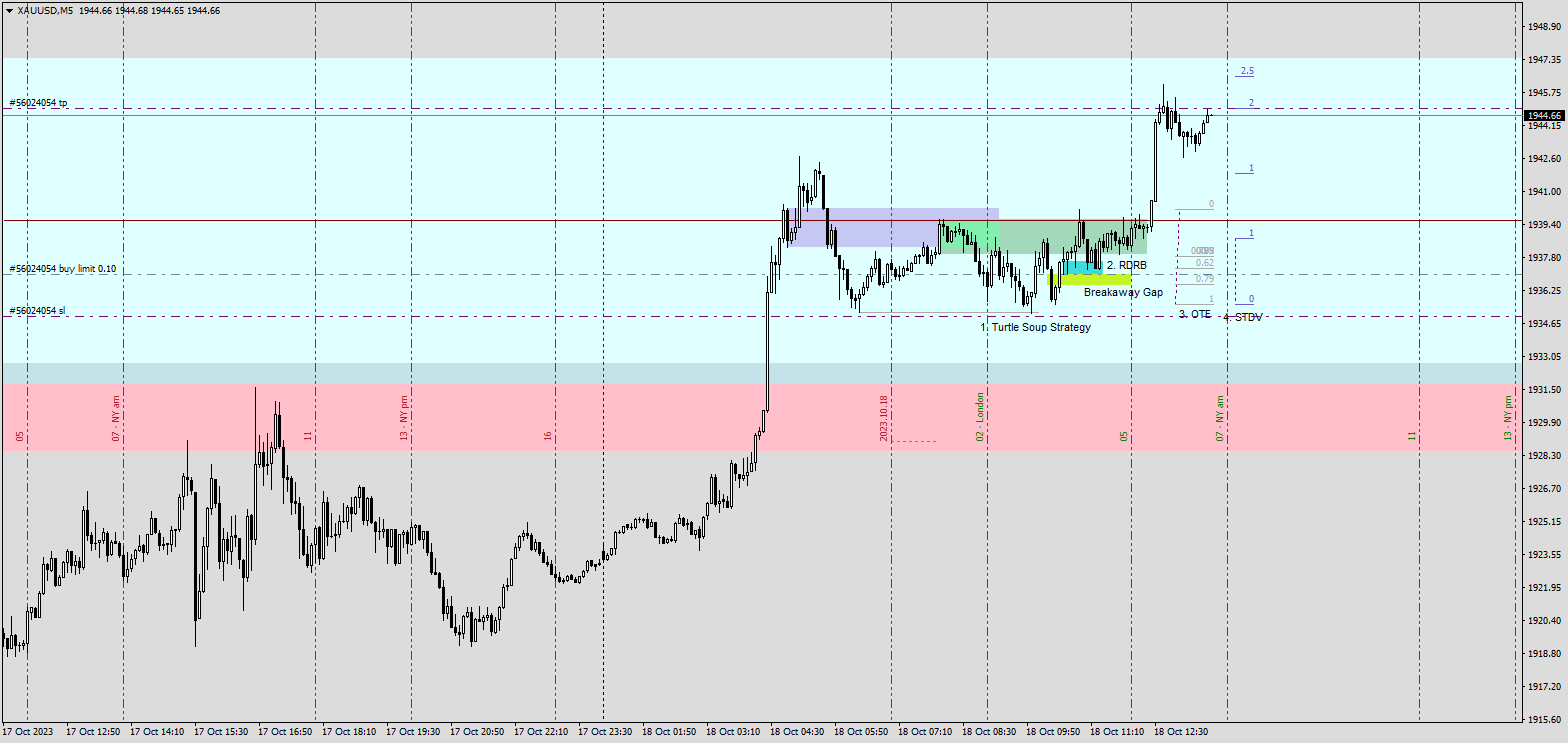 XAUUSD,M5 1944.66 1944.68 1944.65 1944.66
1948.90
1947.35
1945.75
1944.66
1944.15
1942.60
1941.00
1939.40
1937.80
1936.25
1934.65
1933.05
1931.50
1929.90
1928.30
1926.70
1925.15
1923.55
1921.95
1920.40
1918.80
1917.20
1915.60
#56024054 tp
#56024054 buy limit 0.10
#56024054 sl
2.5
2
1
0
1
0.62
0.79
1
0
2. RDRB
Breakaway Gap
3. OTE
4. STDV
1. Turtle Soup Strategy
05
07 - NY am
11
13 - NY pm
16
2023.10.18
02 - London
05
07 - NY am
11
13 - NY pm
17 Oct 2023
17 Oct 12:50
17 Oct 14:10
17 Oct 15:30
17 Oct 16:50
17 Oct 18:10
17 Oct 19:30
17 Oct 20:50
17 Oct 22:10
17 Oct 23:30
18 Oct 01:50
18 Oct 03:10
18 Oct 04:30
18 Oct 05:50
18 Oct 07:10
18 Oct 08:30
18 Oct 09:50
18 Oct 11:10
18 Oct 12:30